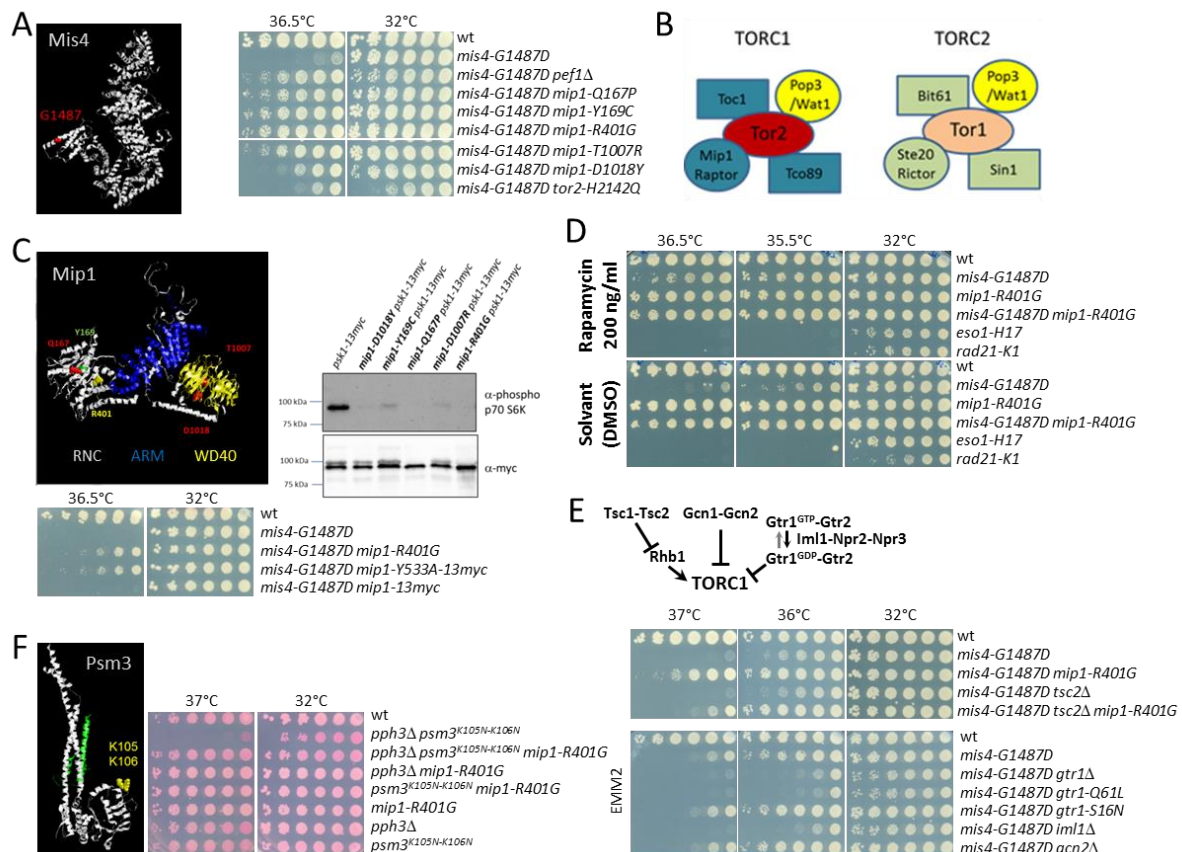 A
Mis4
G1487
36.5°C
32°C
wt
mis4-G1487D
mis4-G1487D pef1Δ
mis4-G1487D mip1-Q167P
mis4-G1487D mip1-Y169C
mis4-G1487D mip1-R401G
mis4-G1487D mip1-T1007R
mis4-G1487D mip1-D1018Y
mis4-G1487D tor2-H2142Q
B
TORC1
TORC2
Toc1
Pop3
/Wat1
Tor2
Mip1
Raptor
Tco89
Bit61
Pop3
/Wat1
Tor1
Ste20
Rictor
Sin1
C
Mip1
Y169
Q167
T1007
R401
D1018
RNC
ARM
WD40
psk1-13myc
mip1-D1018Y psk1-13myc
mip1-Y169C psk1-13myc
mip1-Q167P psk1-13myc
mip1-D1007R psk1-13myc
mip1-R401G psk1-13myc
100 kDa
75 kDa
α-phospho
p70 S6K
100 kDa
75 kDa
α-myc
36.5°C
32°C
wt
mis4-G1487D
mis4-G1487D mip1-R401G
mis4-G1487D mip1-Y533A-13myc
mis4-G1487D mip1-13myc
D
36.5°C
35.5°C
32°C
Rapamycin
200 ng/ml
wt
mis4-G1487D
mip1-R401G
mis4-G1487D mip1-R401G
eso1-H17
rad21-K1
Solvant
(DMSO)
wt
mis4-G1487D
mip1-R401G
mis4-G1487D mip1-R401G
eso1-H17
rad21-K1
E
Tsc1-Tsc2
Gcn1-Gcn2
Gtr1GTP-Gtr2
Iml1-Npr2-Npr3
Rhb1
Gtr1GDP-Gtr2
TORC1
37°C
36°C
32°C
wt
mis4-G1487D
mis4-G1487D mip1-R401G
mis4-G1487D tsc2Δ
mis4-G1487D tsc2Δ mip1-R401G
EMM2
wt
mis4-G1487D
mis4-G1487D gtr1Δ
mis4-G1487D gtr1-Q61L
mis4-G1487D gtr1-S16N
mis4-G1487D iml1Δ
mis4-G1487D gcn2Δ
F
Psm3
K105
K106
37°C
32°C
wt
pph3Δ psm3K105N-K106N
pph3Δ psm3K105N-K106N mip1-R401G
pph3Δ mip1-R401G
psm3K105N-K106N mip1-R401G
mip1-R401G
pph3Δ
psm3K105N-K106N